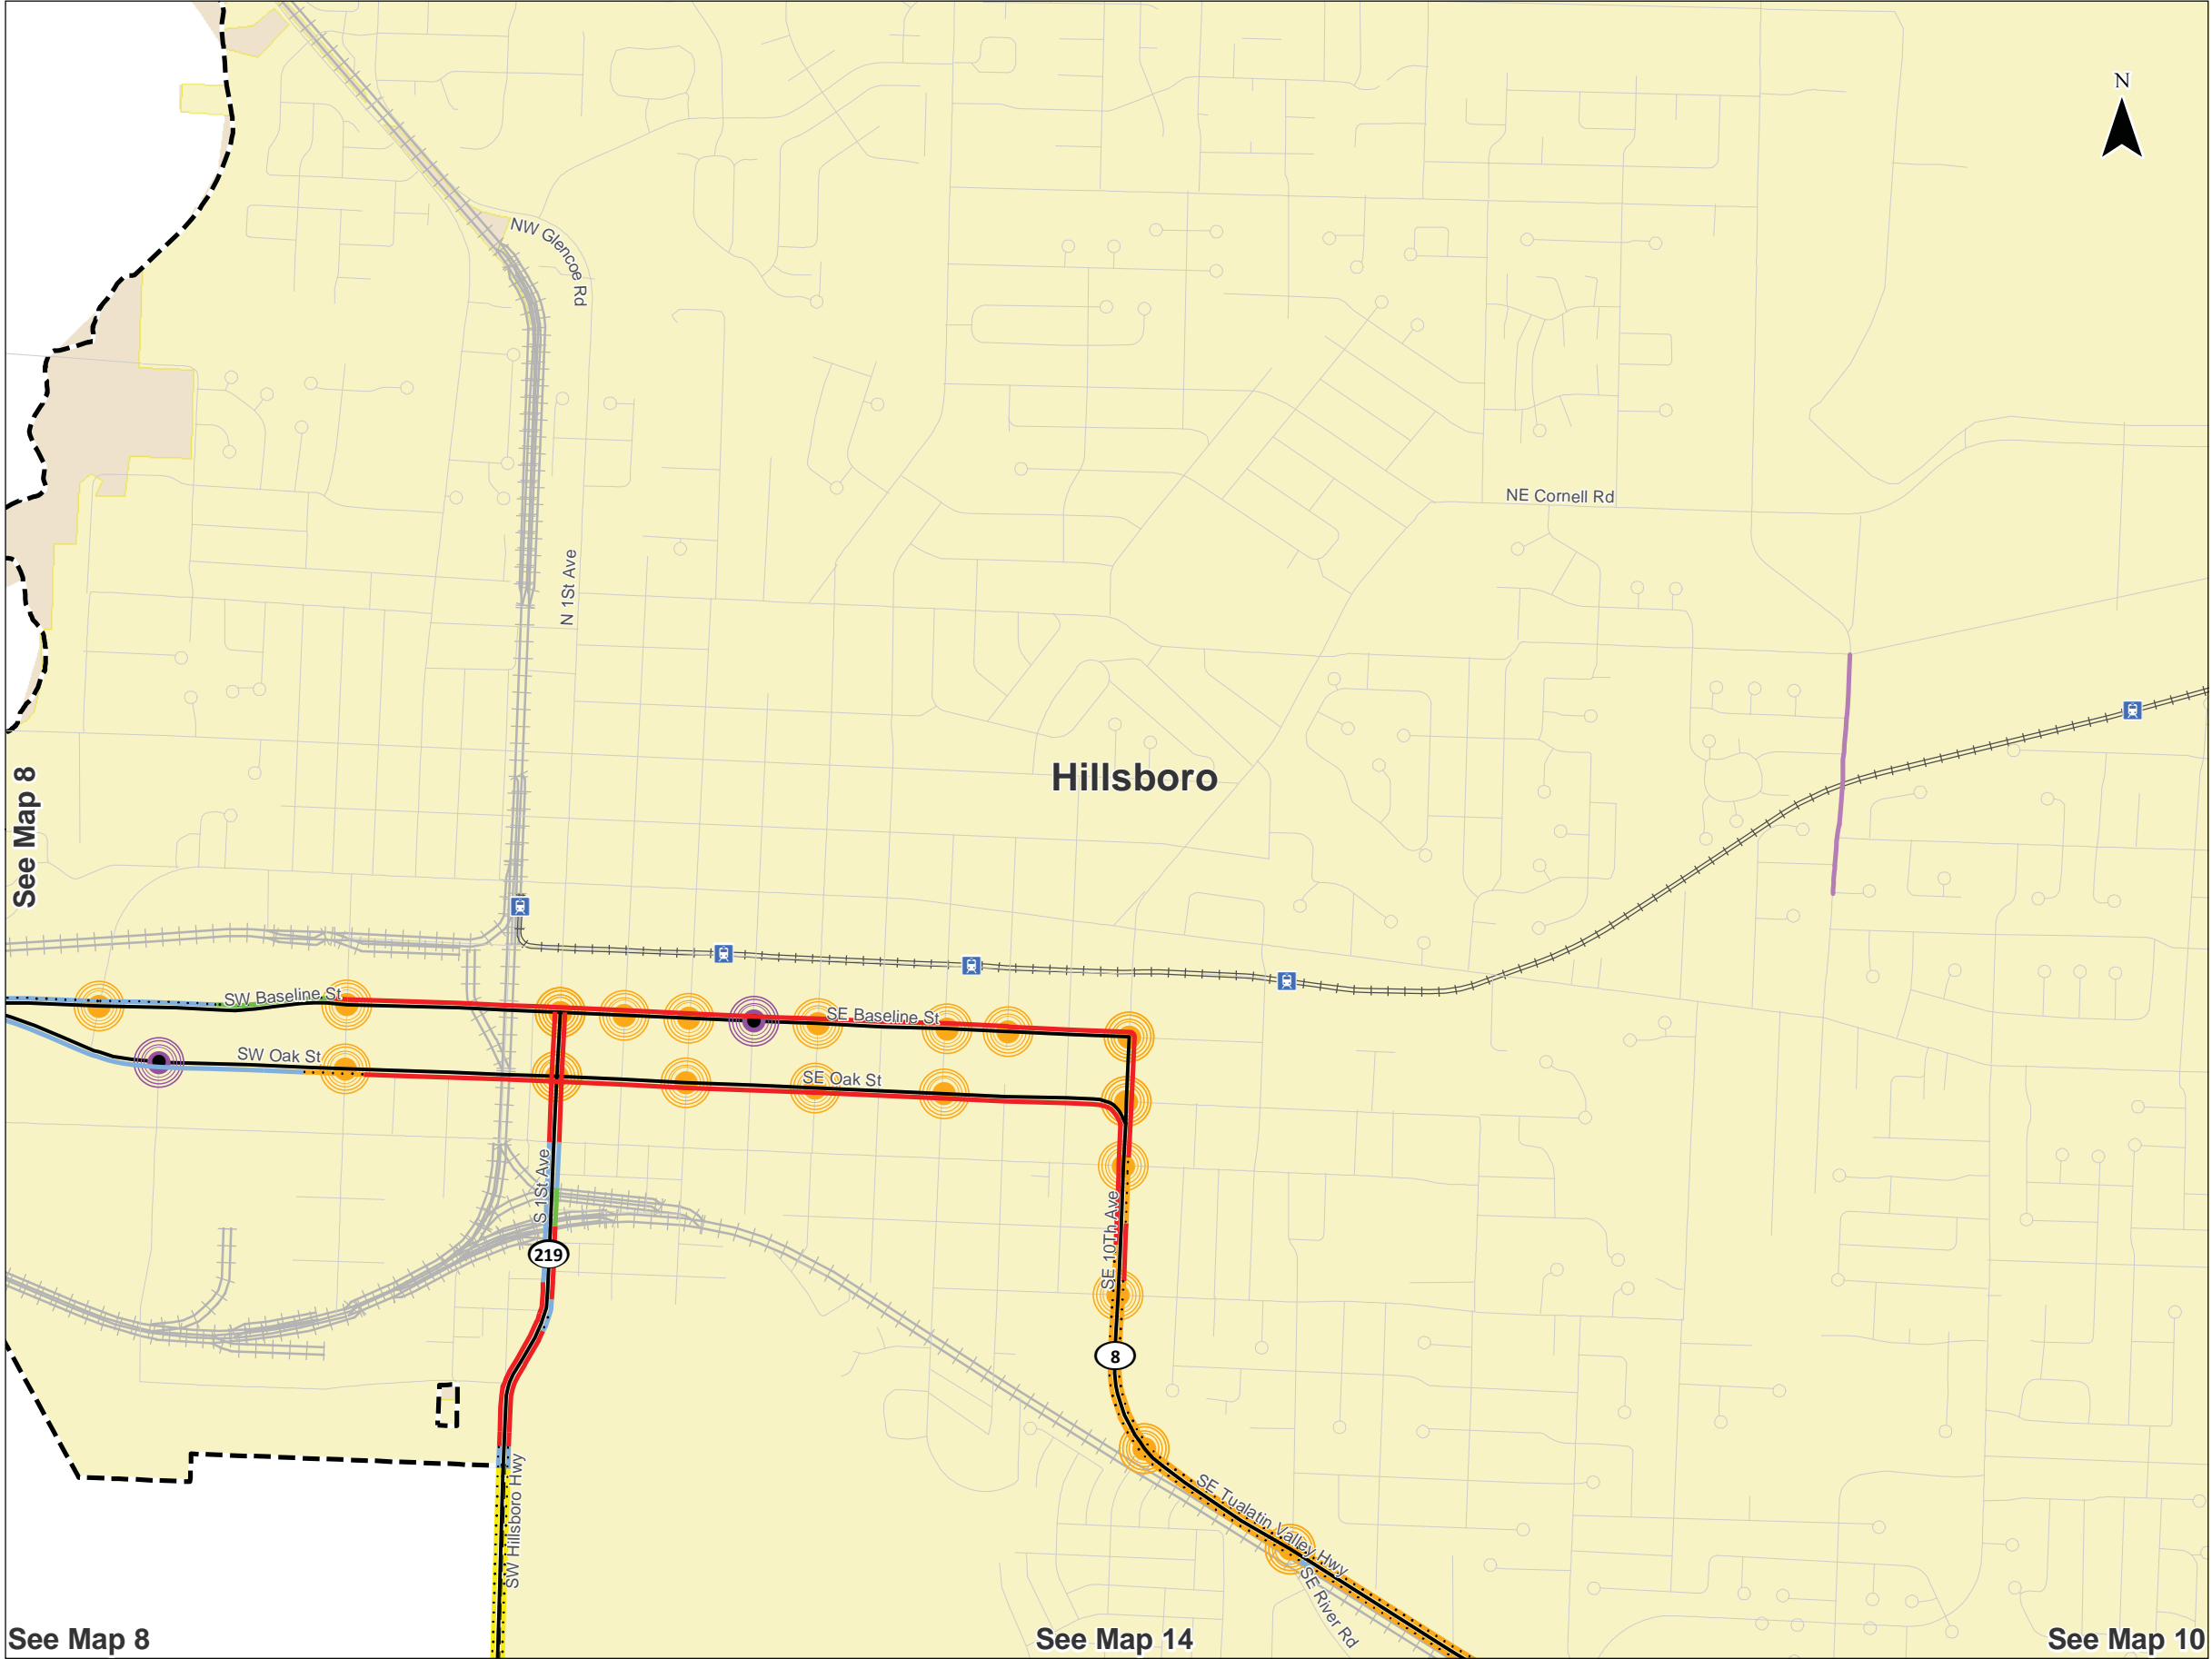 N
NW Glencoe Rd
NE Cornell Rd
N 1St Ave
Hillsboro
See Map 8
SW Baseline St
SE Baseline St
SW Oak St
SE Oak St
S 1St Ave
219
SE 10Th Ave
8
SW Hillsboro Hwy
SE Tualatin Valley Hwy
SE River Rd
See Map 8
See Map 14
See Map 10